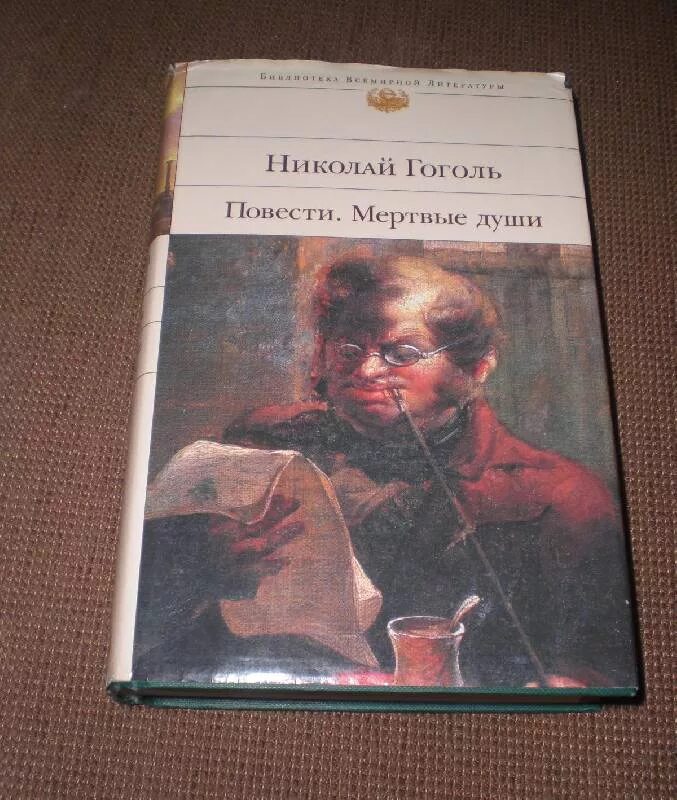 Библиотека Всемирной Литературы
Николай Гоголь
Повести. Мертвые души